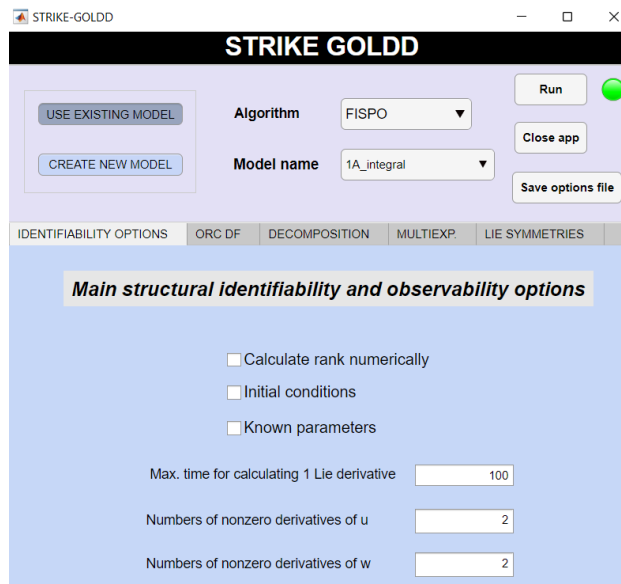 STRIKE-GOLDD
STRIKE GOLDD
USE EXISTING MODEL
CREATE NEW MODEL
Algorithm
FISPO
Model name
1A_integral
Run
Close app
Save options file
IDENTIFIABILITY OPTIONS ORC DF DECOMPOSITION MULTIEXP. LIE SYMMETRIES
Main structural identifiability and observability options
Calculate rank numerically
Initial conditions
Known parameters
Max. time for calculating 1 Lie derivative 100
Numbers of nonzero derivatives of u 2
Numbers of nonzero derivatives of w 2